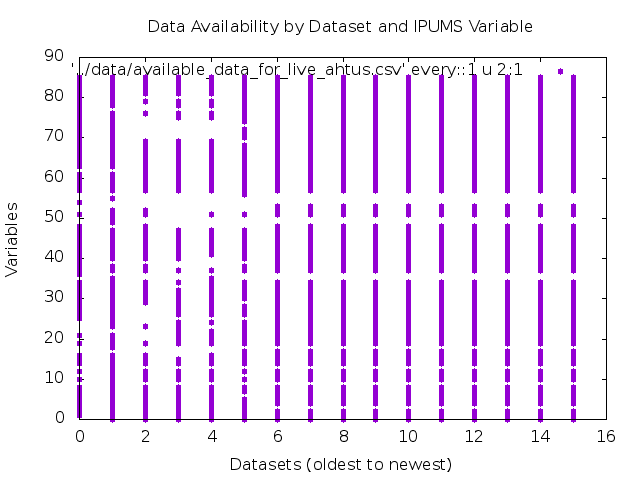 Data Availability by Dataset and IPUMS Variable
90
'../data/available_data_for_live_ahtus.csv' every::1 u 2:1
80
70
60
50
40
30
20
10
0
Variables
0 2 4 6 8 10 12 14 16
Datasets (oldest to newest)